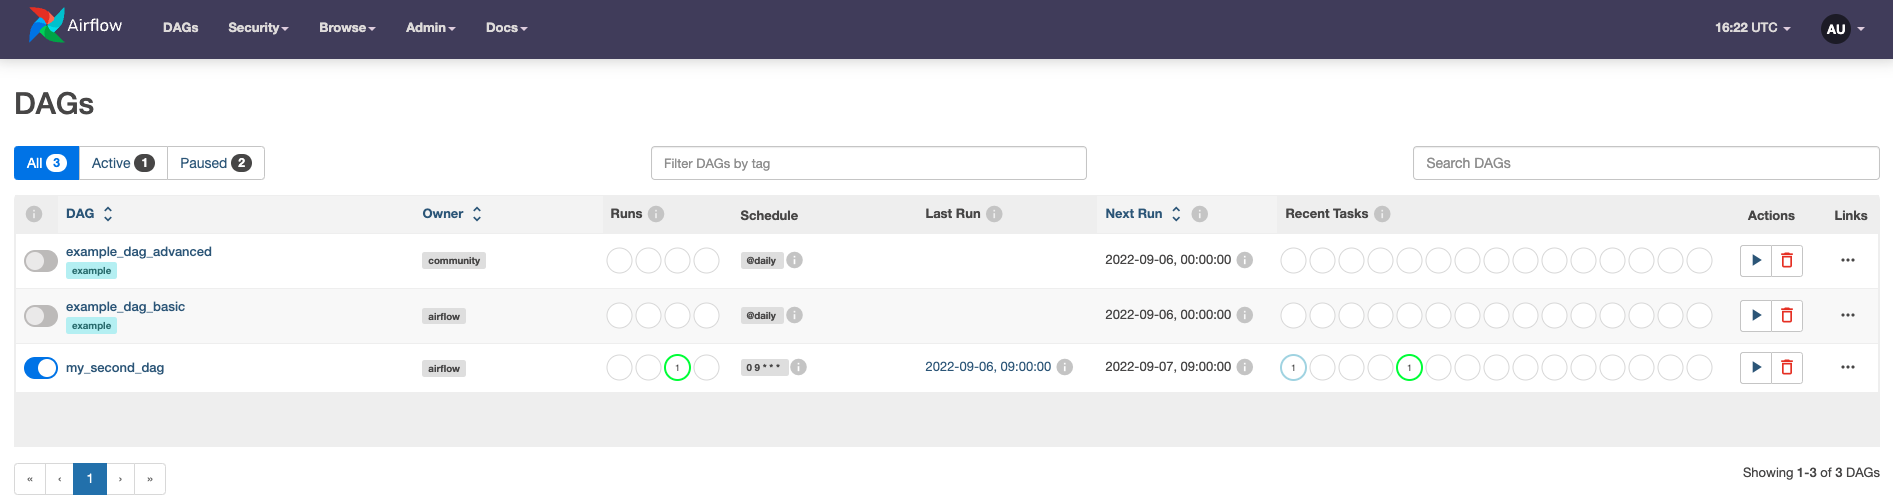 Airflow DAGs Security Browse Admin Docs 16:22 UTC AU
DAGs
All 3 Active 1 Paused 2 Filter DAGs by tag Search DAGs
DAG Owner Runs Schedule Last Run Next Run Recent Tasks Actions Links
example_dag_advanced
example community @daily 2022-09-06, 00:00:00
example_dag_basic
example airflow @daily 2022-09-06, 00:00:00
my_second_dag airflow 1 0 9 * * * 2022-09-06, 09:00:00 2022-09-07, 09:00:00 1 1
« ‹ 1 › » Showing 1-3 of 3 DAGs